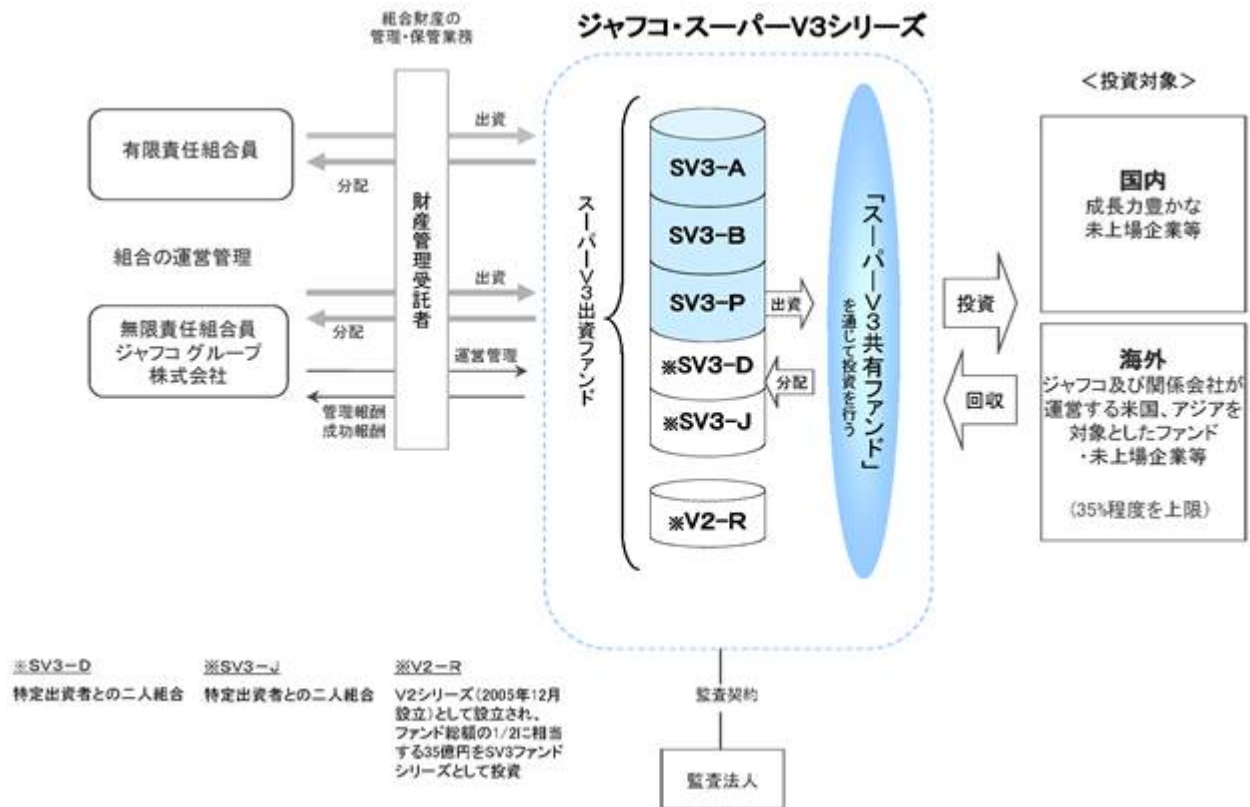 組合財産の
管理・保管業務
ジャフコ・スーパーV3シリーズ
<投資対象>
有限責任組合員
出資
分配
財産管理受託者
組合の運営管理
出資
分配
無限責任組合員
ジャフコ グループ
株式会社
運営管理
管理報酬
成功報酬
スーパーV3出資ファンド
SV3-A
SV3-B
SV3-P
※SV3-D
※SV3-J
※V2-R
出資
分配
「スーパーV3共有ファンド」
を通じて投資を行う
投資
回収
国内
成長力豊かな
未上場企業等
海外
ジャフコ及び関係会社が
運営する米国、アジアを
対象としたファンド
・未上場企業等
(35%程度を上限)
※SV3-D
特定出資者との二人組合
※SV3-J
特定出資者との二人組合
※V2-R
V2シリーズ(2005年12月
設立)として設立され、
ファンド総額の1/2に相当
する35億円をSV3ファンド
シリーズとして投資
監査契約
監査法人